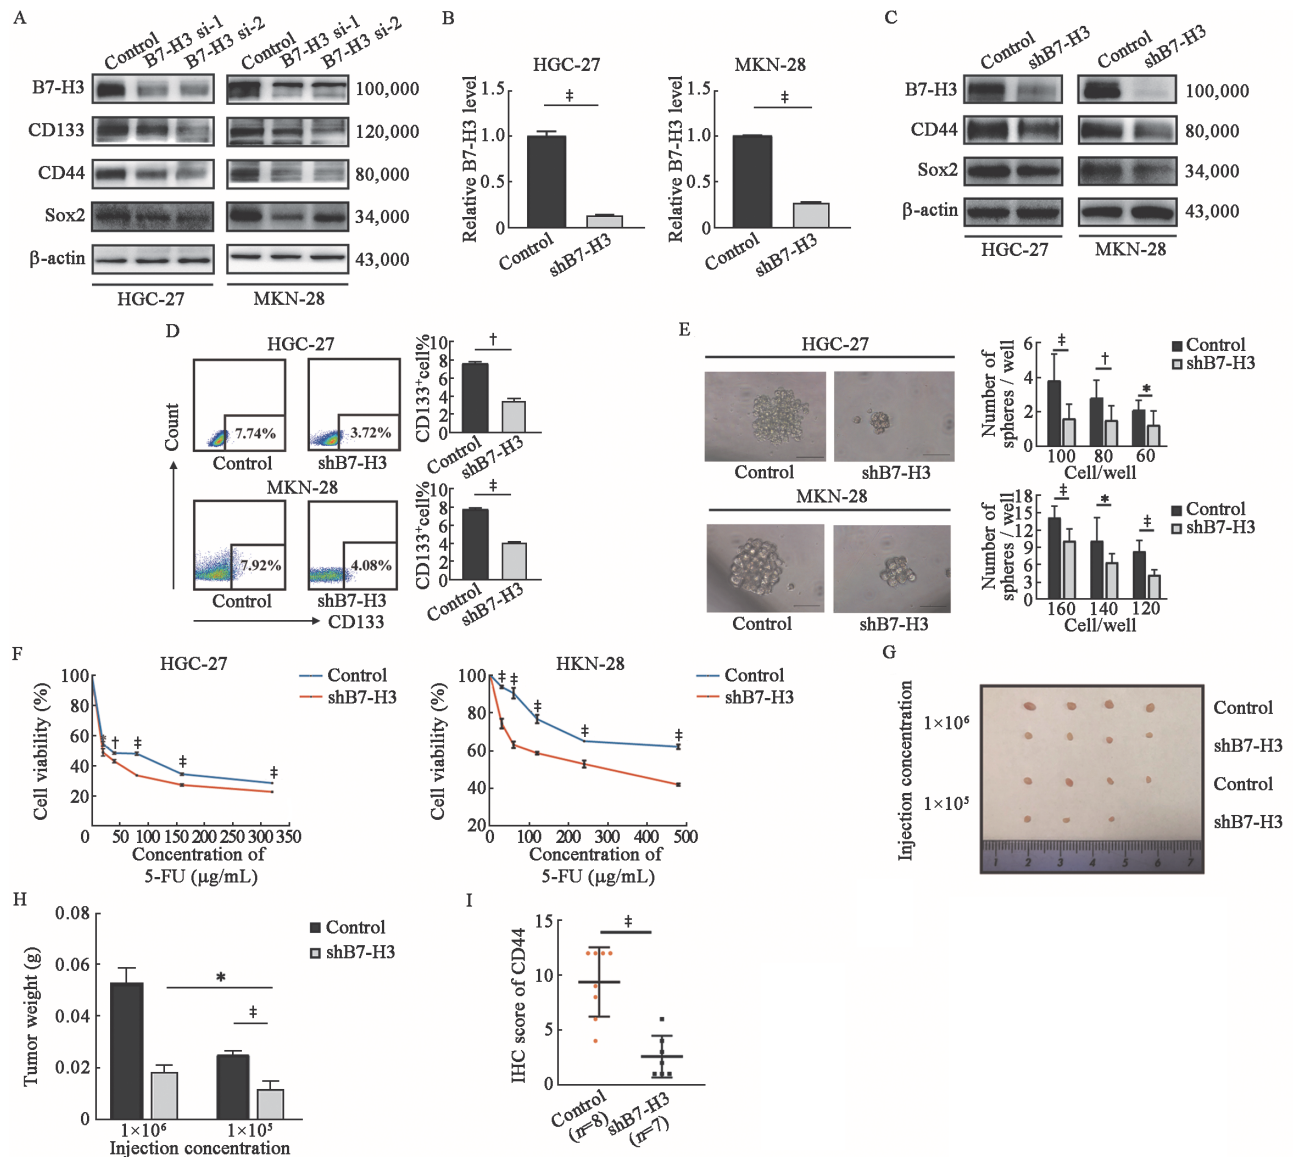 A
Control
B7-H3 si-1
B7-H3 si-2
Control
B7-H3 si-1
B7-H3 si-2
B7-H3
100,000
CD133
120,000
CD44
80,000
Sox2
34,000
β-actin
43,000
HGC-27
MKN-28
B
HGC-27
Relative B7-H3 level
1.5
1.0
0.5
0
‡
Control
shB7-H3
MKN-28
Relative B7-H3 level
1.5
1.0
0.5
0
‡
Control
shB7-H3
C
Control
shB7-H3
Control
shB7-H3
B7-H3
100,000
CD44
80,000
Sox2
34,000
β-actin
43,000
HGC-27
MKN-28
D
HGC-27
Count
7.74%
3.72%
Control
shB7-H3
CD133+cell%
10
8
6
4
2
0
†
Control
shB7-H3
MKN-28
7.92%
4.08%
Control
shB7-H3
CD133
CD133+cell%
10
8
6
4
2
0
‡
Control
shB7-H3
E
HGC-27
Control
shB7-H3
Number of
spheres / well
6
4
2
0
‡
†
*
100
80
60
Cell/well
Control
shB7-H3
MKN-28
Control
shB7-H3
Number of
spheres / well
18
15
12
9
6
3
0
‡
*
‡
160
140
120
Cell/well
Control
shB7-H3
F
HGC-27
Cell viability (%)
100
80
60
40
20
‡
†
‡
‡
‡
0 50 100 150 200 250 300 350
Concentration of
5-FU (μg/mL)
Control
shB7-H3
HKN-28
Cell viability (%)
100
80
60
40
20
‡
‡
‡
‡
‡
0 100 200 300 400 500
Concentration of
5-FU (μg/mL)
Control
shB7-H3
G
Injection concentration
1×10⁶
1×10⁵
Control
shB7-H3
Control
shB7-H3
1 2 3 4 5 6 7
H
Tumor weight (g)
0.08
0.06
0.04
0.02
0
*
‡
1×10⁶
1×10⁵
Injection concentration
Control
shB7-H3
I
IHC score of CD44
15
10
5
0
‡
Control
(n=8)
shB7-H3
(n=7)